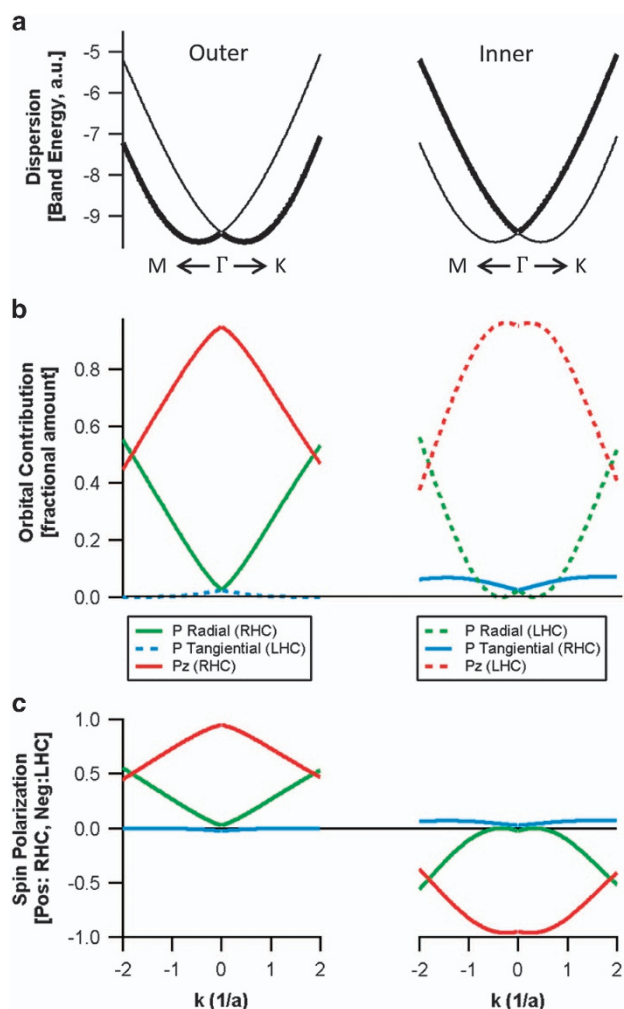 a
Outer
Inner
Dispersion
[Band Energy, a.u.]
-5
-6
-7
-8
-9
M ← Γ → K
M ← Γ → K
b
Orbital Contribution
[fractional amount]
0.8
0.6
0.4
0.2
0.0
P Radial (RHC)
P Tangiential (LHC)
Pz (RHC)
P Radial (LHC)
P Tangiential (RHC)
Pz (LHC)
c
Spin Polarization
[Pos: RHC, Neg:LHC]
1.0
0.5
0.0
-0.5
-1.0
-2 -1 0 1 2
k (1/a)
-2 -1 0 1 2
k (1/a)